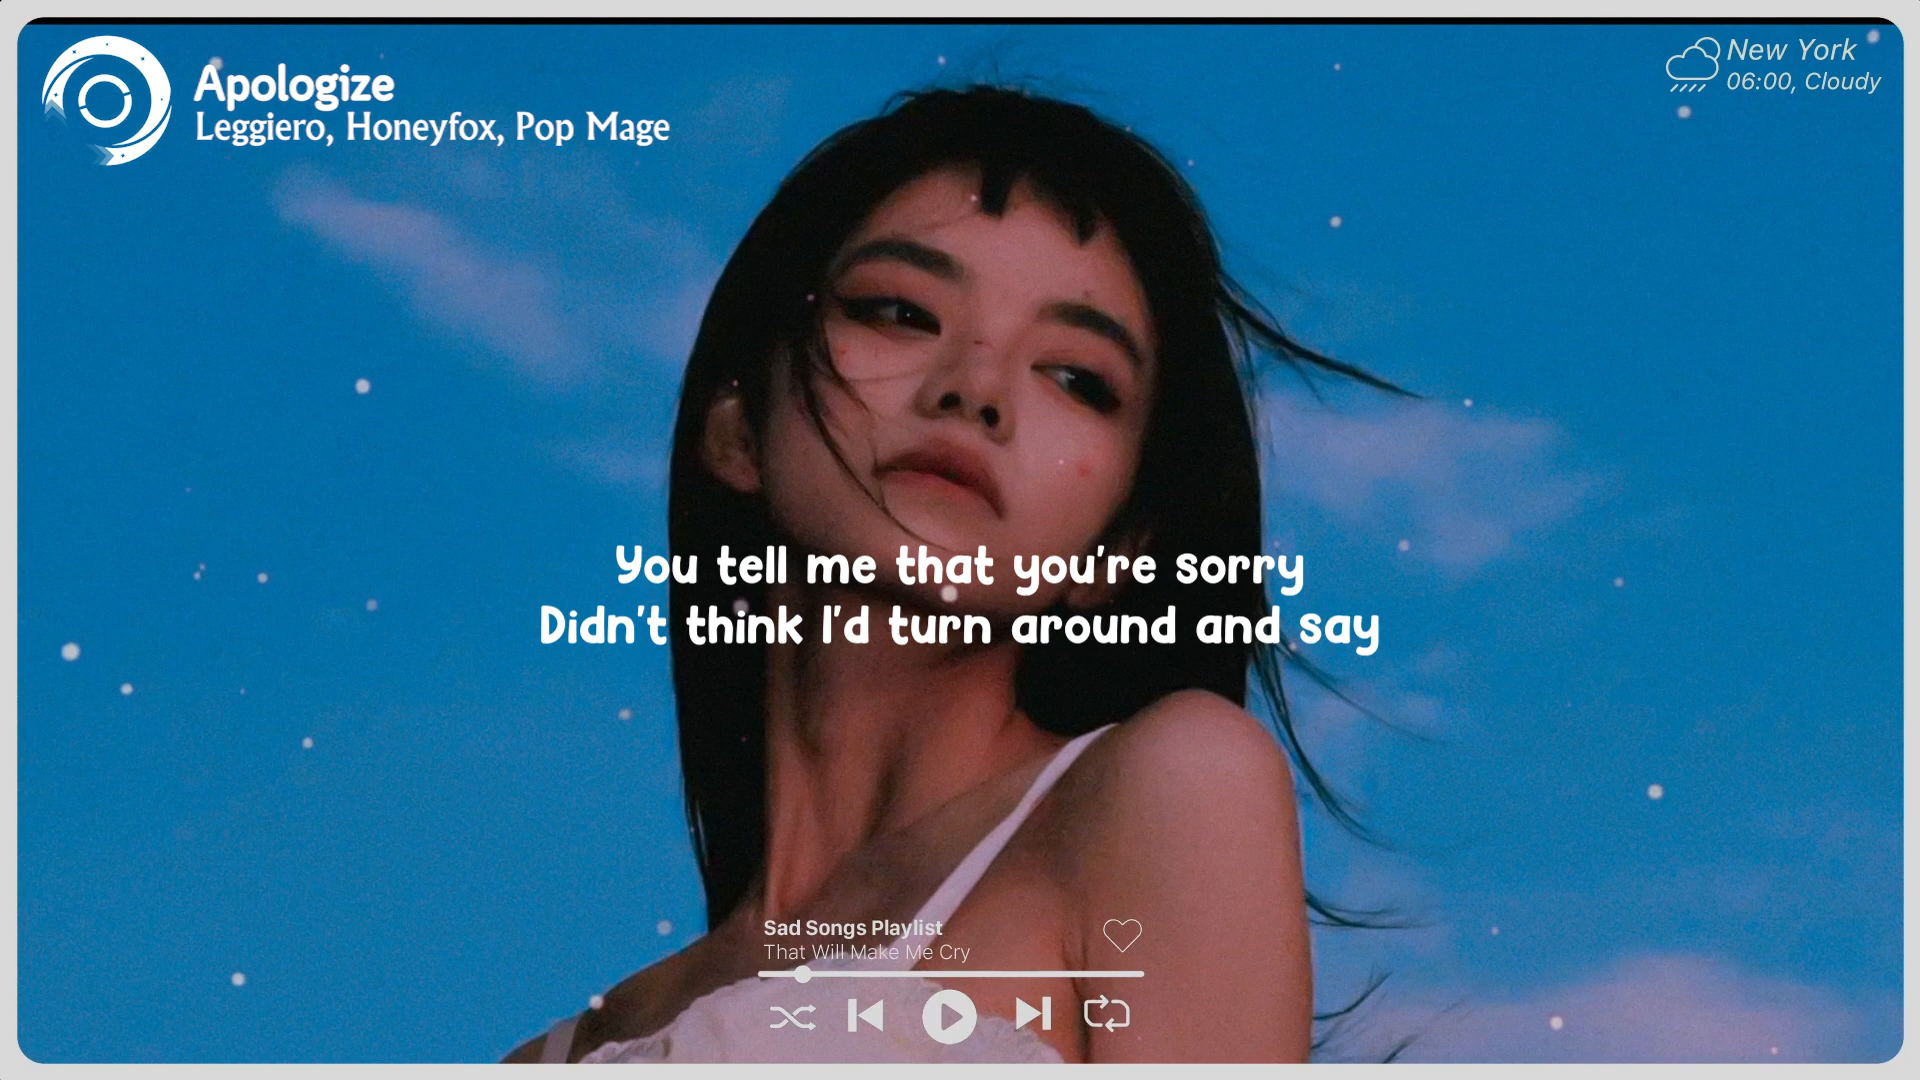 Apologize
Leggiero, Honeyfox, Pop Mage
New York
06:00, Cloudy
You tell me that you're sorry
Didn't think I'd turn around and say
Sad Songs Playlist
That Will Make Me Cry